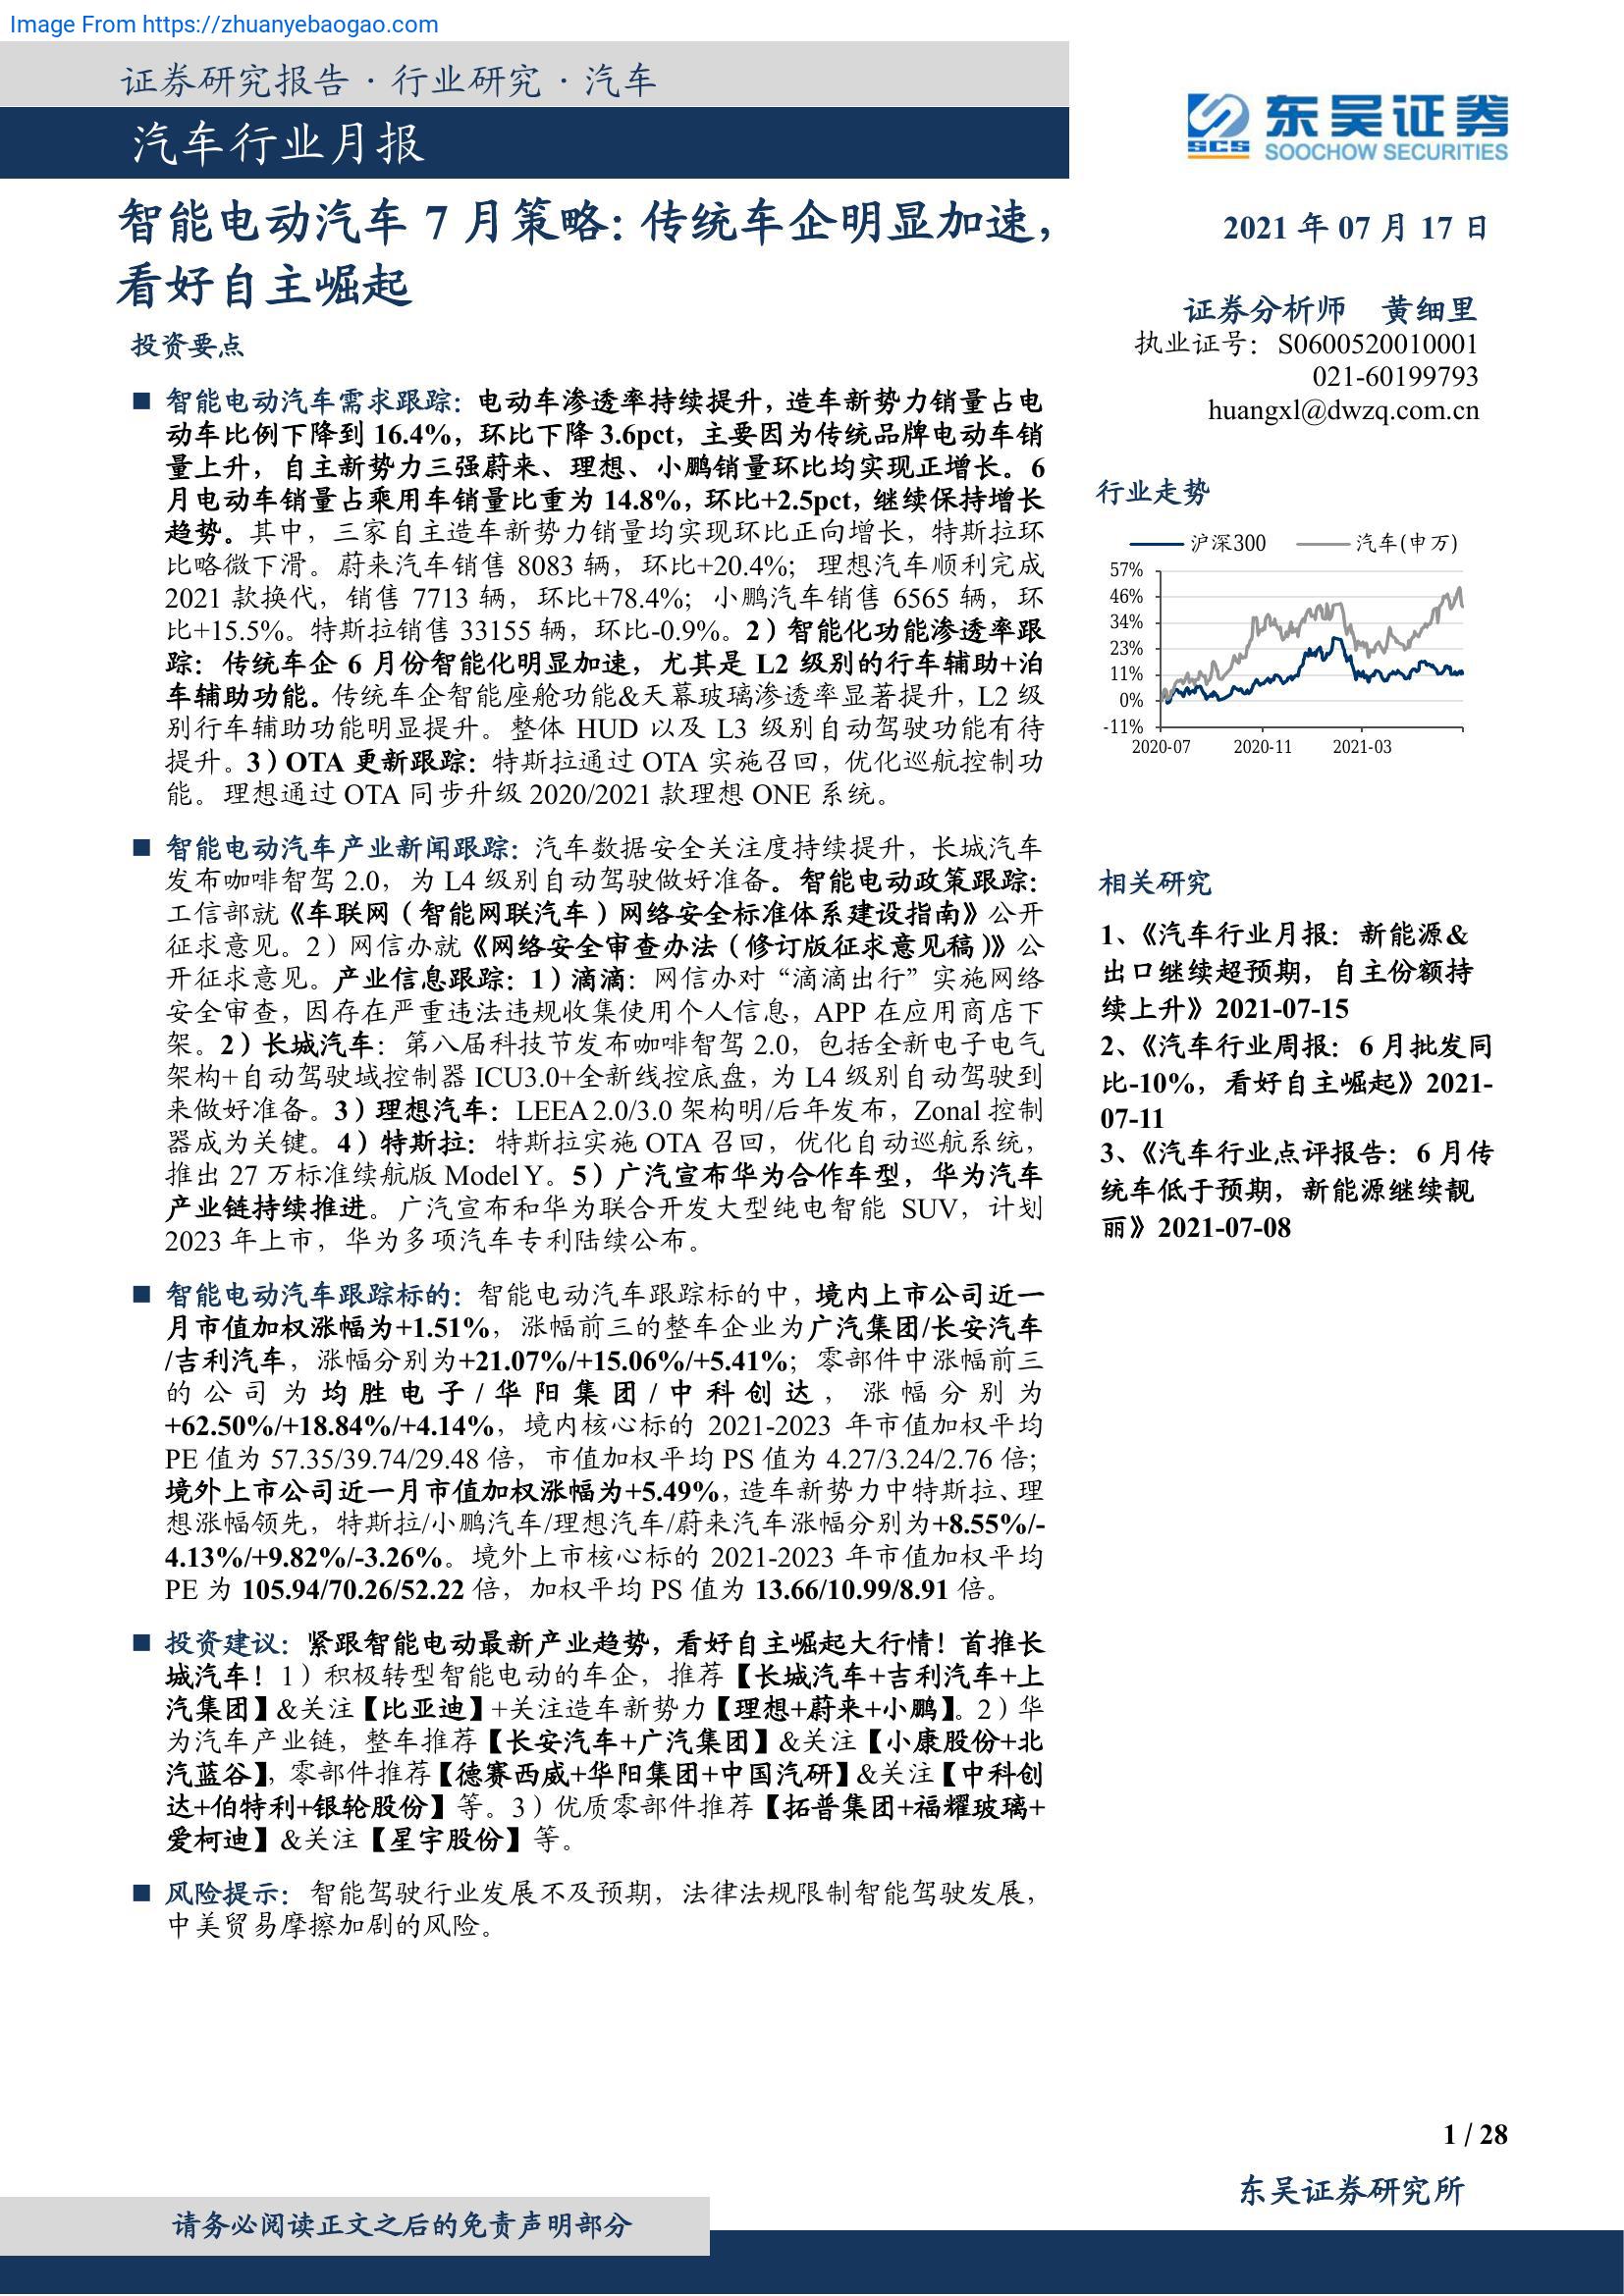 Image From https://zhuanyebaogao.com
证券研究报告·行业研究·汽车
汽车行业月报
东吴证券
SCS
SOOCHOW SECURITIES
智能电动汽车 7 月策略：传统车企明显加速，
看好自主崛起
投资要点
■ 智能电动汽车需求跟踪：电动车渗透率持续提升，造车新势力销量占电
动车比例下降到 16.4%，环比下降 3.6pct，主要因为传统品牌电动车销
量上升，自主新势力三强蔚来、理想、小鹏销量环比均实现正增长。6
月电动车销量占乘用车销量比重为 14.8%，环比+2.5pct，继续保持增长
趋势。其中，三家自主造车新势力销量均实现环比正向增长，特斯拉环
比略微下滑。蔚来汽车销售 8083 辆，环比+20.4%；理想汽车顺利完成
2021 款换代，销售 7713 辆，环比+78.4%；小鹏汽车销售 6565 辆，环
比+15.5%。特斯拉销售 33155 辆，环比-0.9%。2）智能化功能渗透率跟
踪：传统车企 6 月份智能化明显加速，尤其是 L2 级别的行车辅助+泊
车辅助功能。传统车企智能座舱功能&天幕玻璃渗透率显著提升，L2 级
别行车辅助功能明显提升。整体 HUD 以及 L3 级别自动驾驶功能有待
提升。3）OTA 更新跟踪：特斯拉通过 OTA 实施召回，优化巡航控制功
能。理想通过 OTA 同步升级 2020/2021 款理想 ONE 系统。
■ 智能电动汽车产业新闻跟踪：汽车数据安全关注度持续提升，长城汽车
发布咖啡智驾 2.0，为 L4 级别自动驾驶做好准备。智能电动政策跟踪：
工信部就《车联网（智能网联汽车）网络安全标准体系建设指南》公开
征求意见。2）网信办就《网络安全审查办法（修订版征求意见稿）》公
开征求意见。产业信息跟踪：1）滴滴：网信办对“滴滴出行”实施网络
安全审查，因存在严重违法违规收集使用个人信息，APP 在应用商店下
架。2）长城汽车：第八届科技节发布咖啡智驾 2.0，包括全新电子电气
架构+自动驾驶域控制器 ICU3.0+全新线控底盘，为 L4 级别自动驾驶到
来做好准备。3）理想汽车：LEEA 2.0/3.0 架构明/后年发布，Zonal 控制
器成为关键。4）特斯拉：特斯拉实施 OTA 召回，优化自动巡航系统，
推出 27 万标准续航版 Model Y。5）广汽宣布华为合作车型，华为汽车
产业链持续推进。广汽宣布和华为联合开发大型纯电智能 SUV，计划
2023 年上市，华为多项汽车专利陆续公布。
■ 智能电动汽车跟踪标的：智能电动汽车跟踪标的中，境内上市公司近一
月市值加权涨幅为+1.51%，涨幅前三的整车企业为广汽集团/长安汽车
/吉利汽车，涨幅分别为+21.07%/+15.06%/+5.41%；零部件中涨幅前三
的公司为均胜电子/华阳集团/中科创达，涨幅分别为
+62.50%/+18.84%/+4.14%，境内核心标的 2021-2023 年市值加权平均
PE 值为 57.35/39.74/29.48 倍，市值加权平均 PS 值为 4.27/3.24/2.76 倍；
境外上市公司近一月市值加权涨幅为+5.49%，造车新势力中特斯拉、理
想涨幅领先，特斯拉/小鹏汽车/理想汽车/蔚来汽车涨幅分别为+8.55%/-
4.13%/+9.82%/-3.26%。境外上市核心标的 2021-2023 年市值加权平均
PE 为 105.94/70.26/52.22 倍，加权平均 PS 值为 13.66/10.99/8.91 倍。
■ 投资建议：紧跟智能电动最新产业趋势，看好自主崛起大行情！首推长
城汽车！1）积极转型智能电动的车企，推荐【长城汽车+吉利汽车+上
汽集团】&关注【比亚迪】+关注造车新势力【理想+蔚来+小鹏】。2）华
为汽车产业链，整车推荐【长安汽车+广汽集团】&关注【小康股份+北
汽蓝谷】，零部件推荐【德赛西威+华阳集团+中国汽研】&关注【中科创
达+伯特利+银轮股份】等。3）优质零部件推荐【拓普集团+福耀玻璃+
爱柯迪】&关注【星宇股份】等。
■ 风险提示：智能驾驶行业发展不及预期，法律法规限制智能驾驶发展，
中美贸易摩擦加剧的风险。
2021 年 07 月 17 日
证券分析师 黄细里
执业证号：S0600520010001
021-60199793
huangxl@dwzq.com.cn
行业走势
沪深300 汽车(申万)
57%
46%
34%
23%
11%
0%
-11%
2020-07 2020-11 2021-03
相关研究
1、《汽车行业月报：新能源&
出口继续超预期，自主份额持
续上升》2021-07-15
2、《汽车行业周报：6 月批发同
比-10%，看好自主崛起》2021-
07-11
3、《汽车行业点评报告：6 月传
统车低于预期，新能源继续靓
丽》2021-07-08
1 / 28
东吴证券研究所
请务必阅读正文之后的免责声明部分